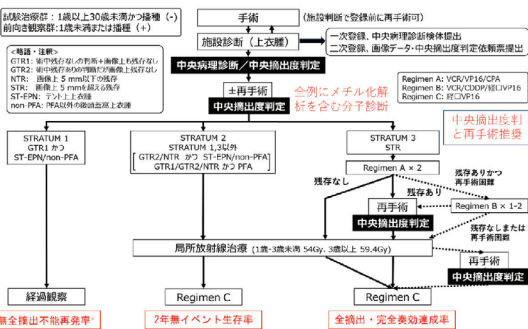 試験治療群：1歳以上30歳未満かつ播種（-）
前向き観察群：1歳未満または播種（+）
手術
（施設判断で登録前に再手術可）
施設診断（上衣腫）
一次登録、中央病理診断検体提出
二次登録、画像データ・中央摘出度判定依頼票提出
＜略語・注釈＞
GTR1: 術中残存なしの判断＋画像上も残存なし
GTR2: 術中残存ありの判断だが画像上残存なし
NTR: 画像上 5 mm以下の残存
STR: 画像上 5 mmを超える残存
ST-EPN: テント上上衣腫
non-PFA: PFA以外の後頭蓋窩上衣腫
中央病理診断／中央摘出度判定
±再手術
中央摘出度判定
全例にメチル化解析を含む分子診断
Regimen A: VCR/VP16/CPA
Regimen B: VCR/CDDP/経口VP16
Regimen C: 経口VP16
中央摘出度判定と再手術推奨
STRATUM 1
GTR1 かつ
ST-EPN/non-PFA
STRATUM 2
STRATUM 1,3以外
GTR2/NTR かつ ST-EPN/non-PFA
GTR1/GTR2/NTR かつ PFA
STRATUM 3
STR
Regimen A × 2
残存なし
残存あり
残存ありかつ
再手術困難
再手術
中央摘出度判定
Regimen B × 1-2
残存なしまたは
再手術困難
局所放射線治療 (1歳-3歳未満 54Gy、3歳以上 59.4Gy)
再手術
中央摘出度判定
経過観察
Regimen C
Regimen C
無全摘出不能再発率
2年無イベント生存率
全摘出・完全奏効達成率